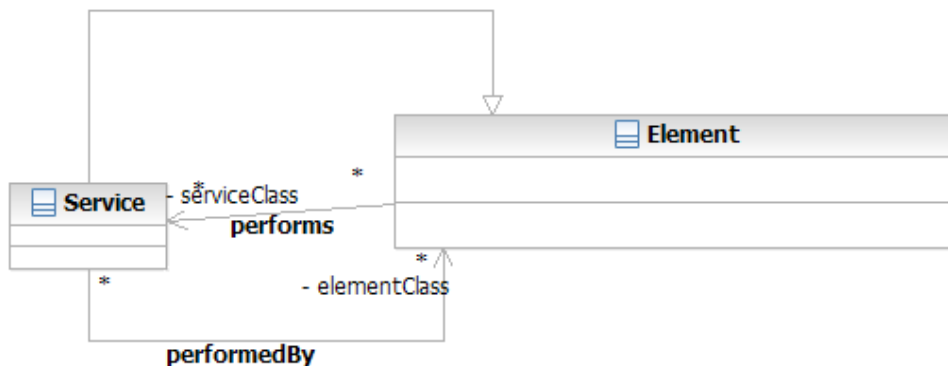 Element
*
*
- serviceClass
Service
performs
*
*
- elementClass
performedBy